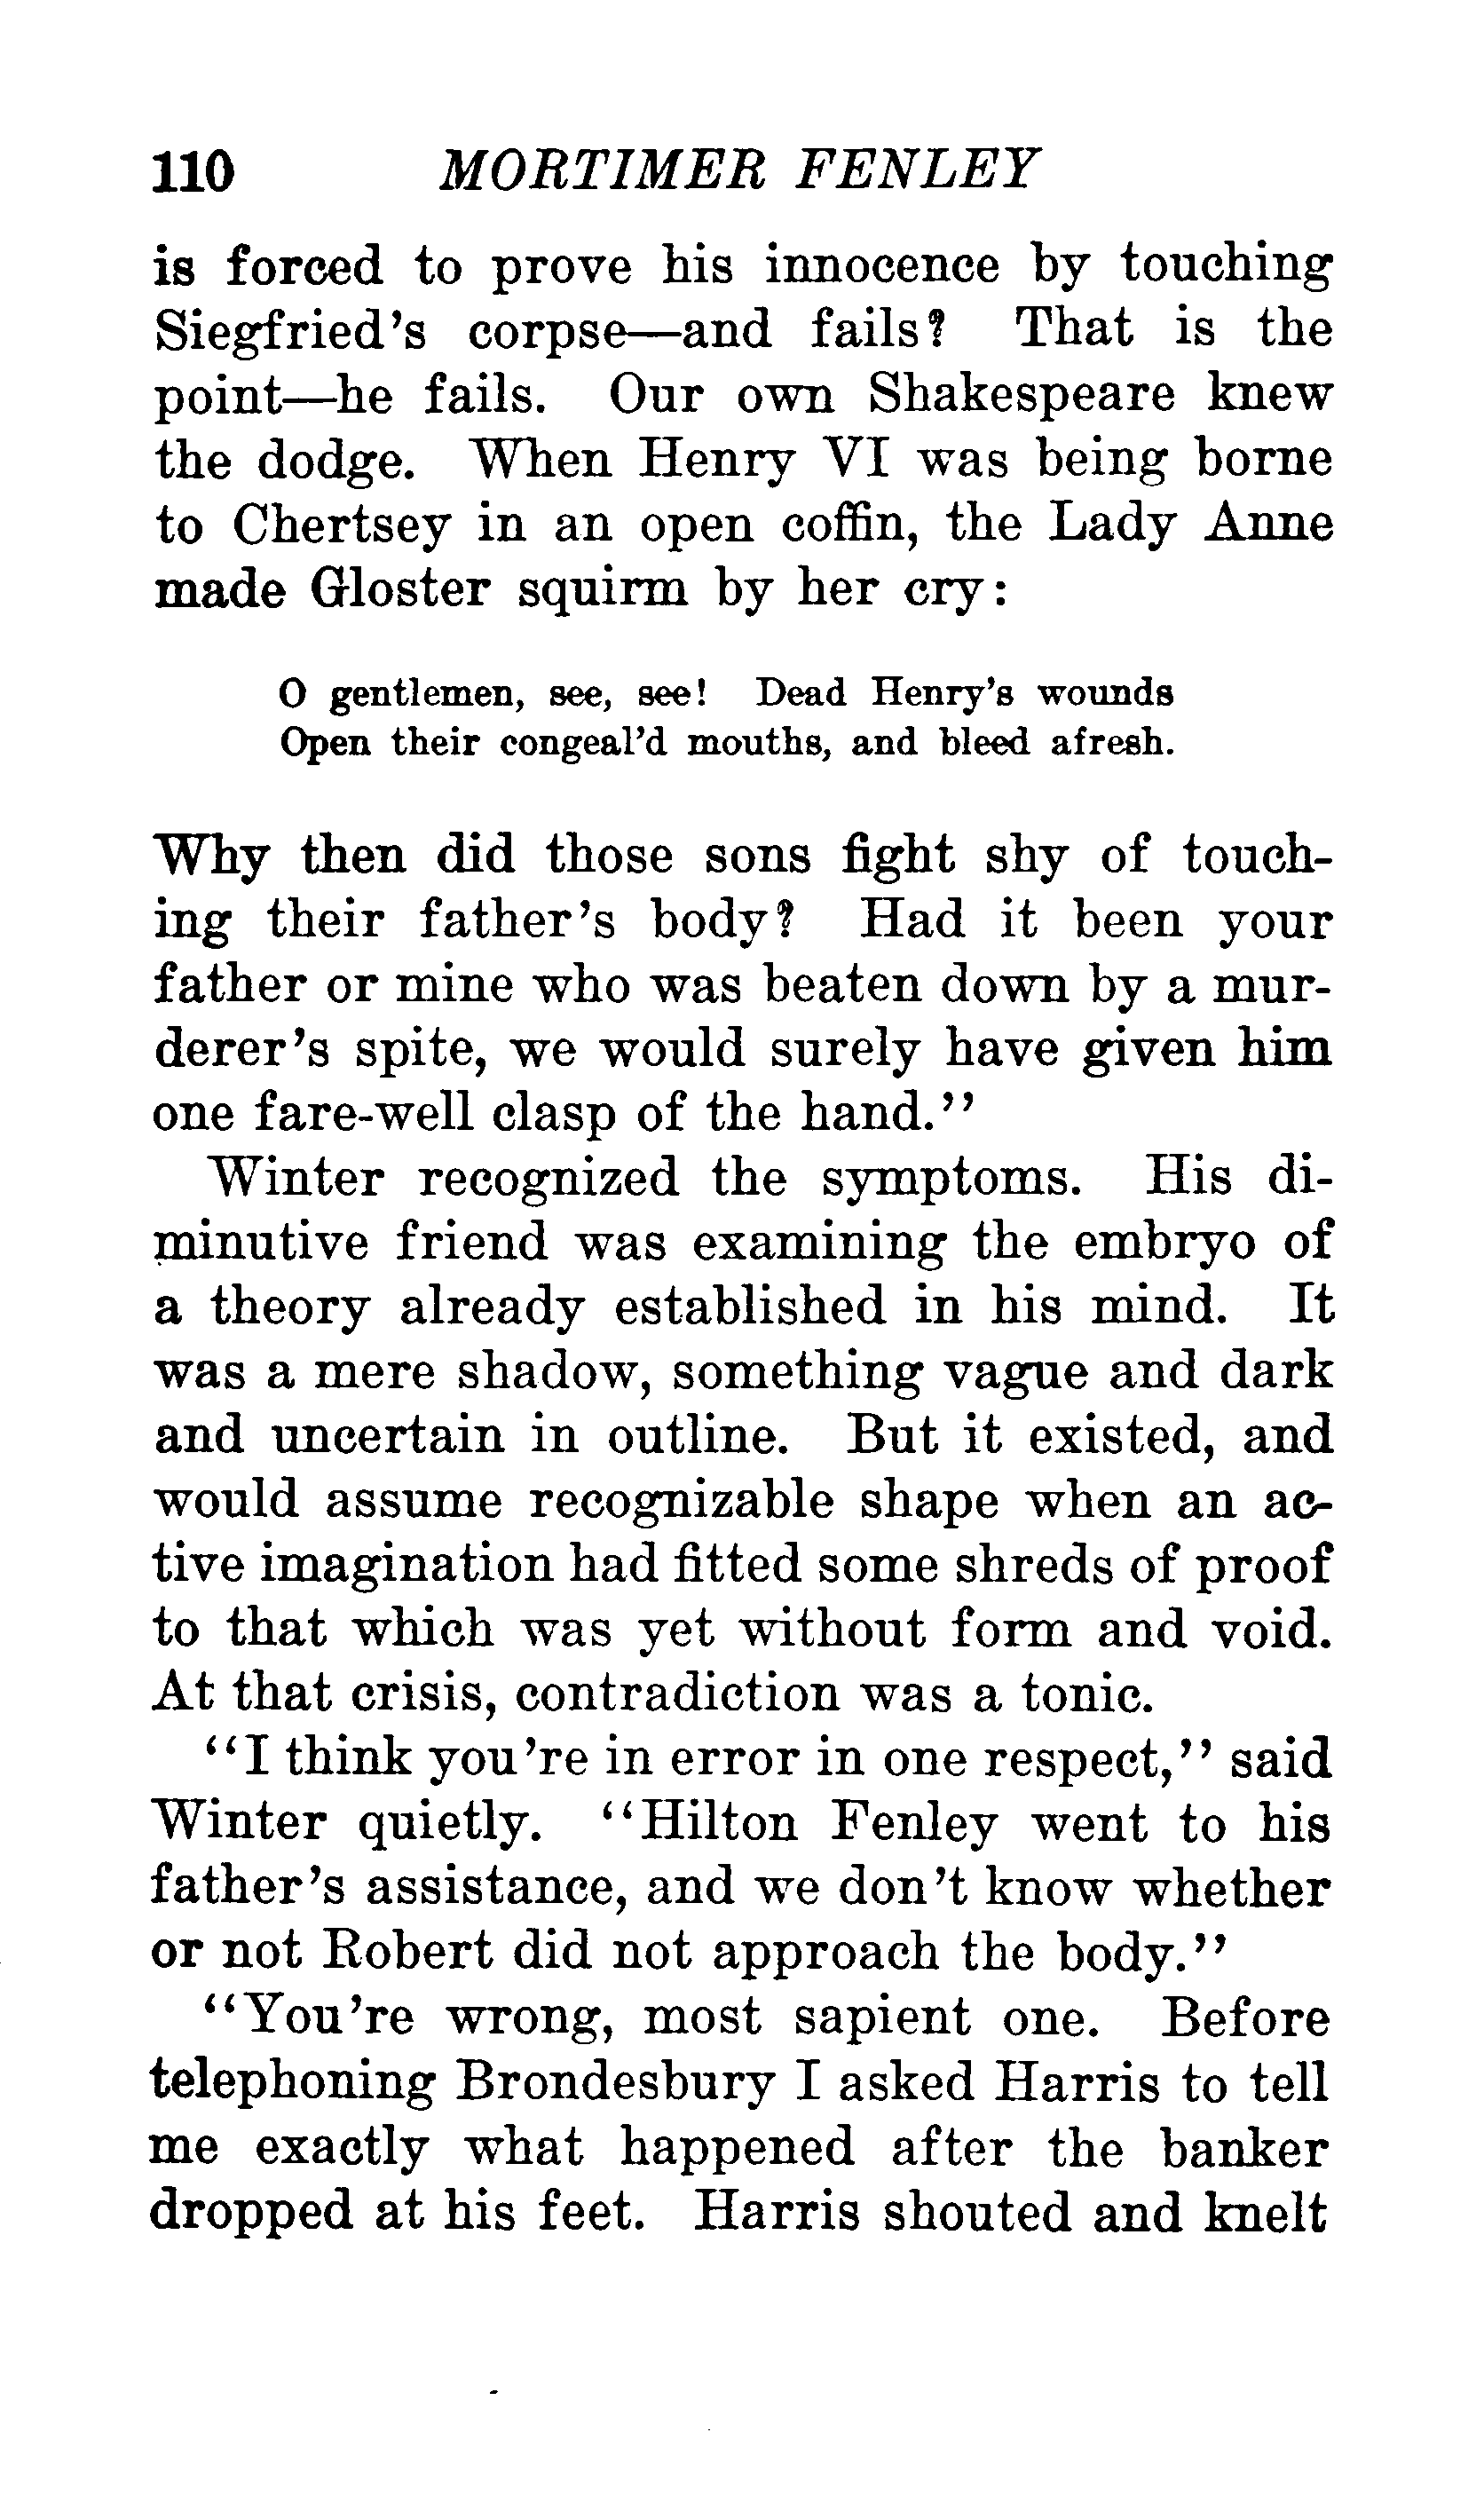 110 MORTIMER FENLEY
is forced to prove his innocence by touching
Siegfried's corpse—and fails? That is the
point—he fails. Our own Shakespeare knew
the dodge. When Henry VI was being borne
to Chertsey in an open coffin, the Lady Anne
made Gloster squirm by her cry:
O gentlemen, see, see! Dead Henry's wounds
Open their congeal'd mouths, and bleed afresh.
Why then did those sons fight shy of touch-
ing their father's body? Had it been your
father or mine who was beaten down by a mur-
derer's spite, we would surely have given him
one fare-well clasp of the hand."
Winter recognized the symptoms. His di-
minutive friend was examining the embryo of
a theory already established in his mind. It
was a mere shadow, something vague and dark
and uncertain in outline. But it existed, and
would assume recognizable shape when an ac-
tive imagination had fitted some shreds of proof
to that which was yet without form and void.
At that crisis, contradiction was a tonic.
"I think you're in error in one respect," said
Winter quietly. "Hilton Fenley went to his
father's assistance, and we don't know whether
or not Robert did not approach the body."
"You're wrong, most sapient one. Before
telephoning Brondesbury I asked Harris to tell
me exactly what happened after the banker
dropped at his feet. Harris shouted and knelt